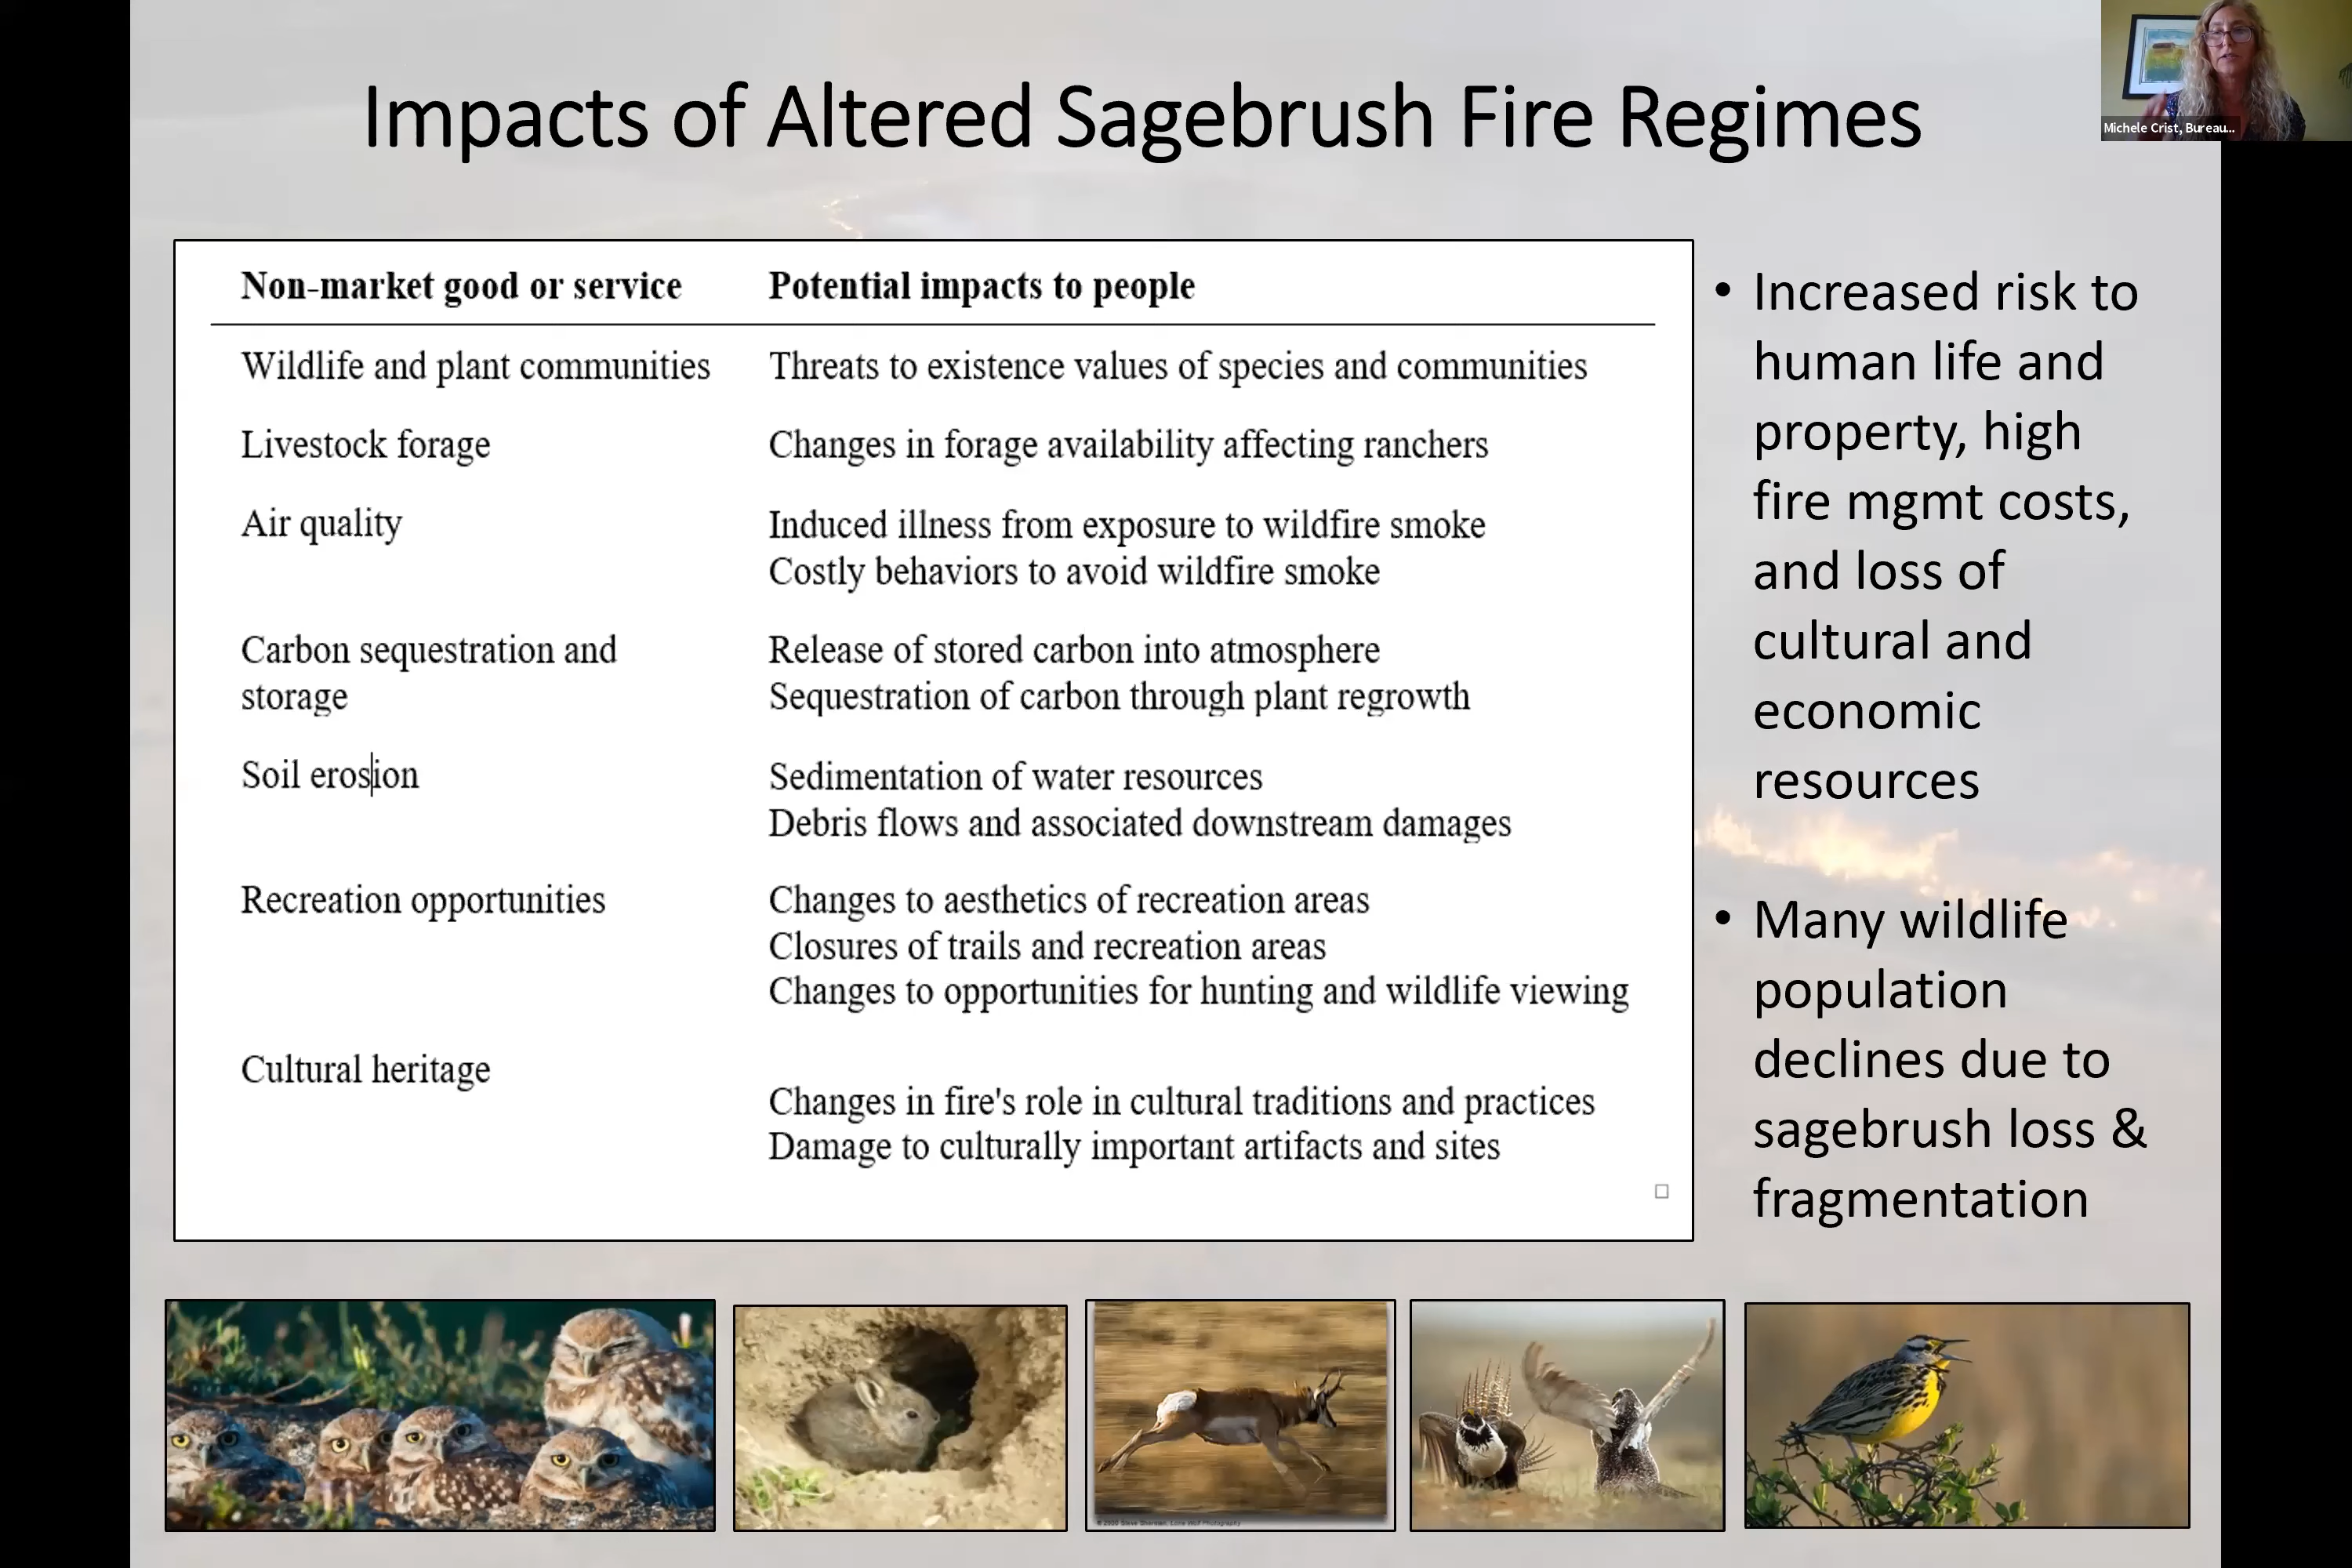 Impacts of Altered Sagebrush Fire Regimes
Michele Crist, Bureau...
Non-market good or service Potential impacts to people
Wildlife and plant communities Threats to existence values of species and communities
Livestock forage Changes in forage availability affecting ranchers
Air quality Induced illness from exposure to wildfire smoke
Costly behaviors to avoid wildfire smoke
Carbon sequestration and Release of stored carbon into atmosphere
storage Sequestration of carbon through plant regrowth
Soil erosion Sedimentation of water resources
Debris flows and associated downstream damages
Recreation opportunities Changes to aesthetics of recreation areas
Closures of trails and recreation areas
Changes to opportunities for hunting and wildlife viewing
Cultural heritage
Changes in fire's role in cultural traditions and practices
Damage to culturally important artifacts and sites
• Increased risk to
human life and
property, high
fire mgmt costs,
and loss of
cultural and
economic
resources
• Many wildlife
population
declines due to
sagebrush loss &
fragmentation